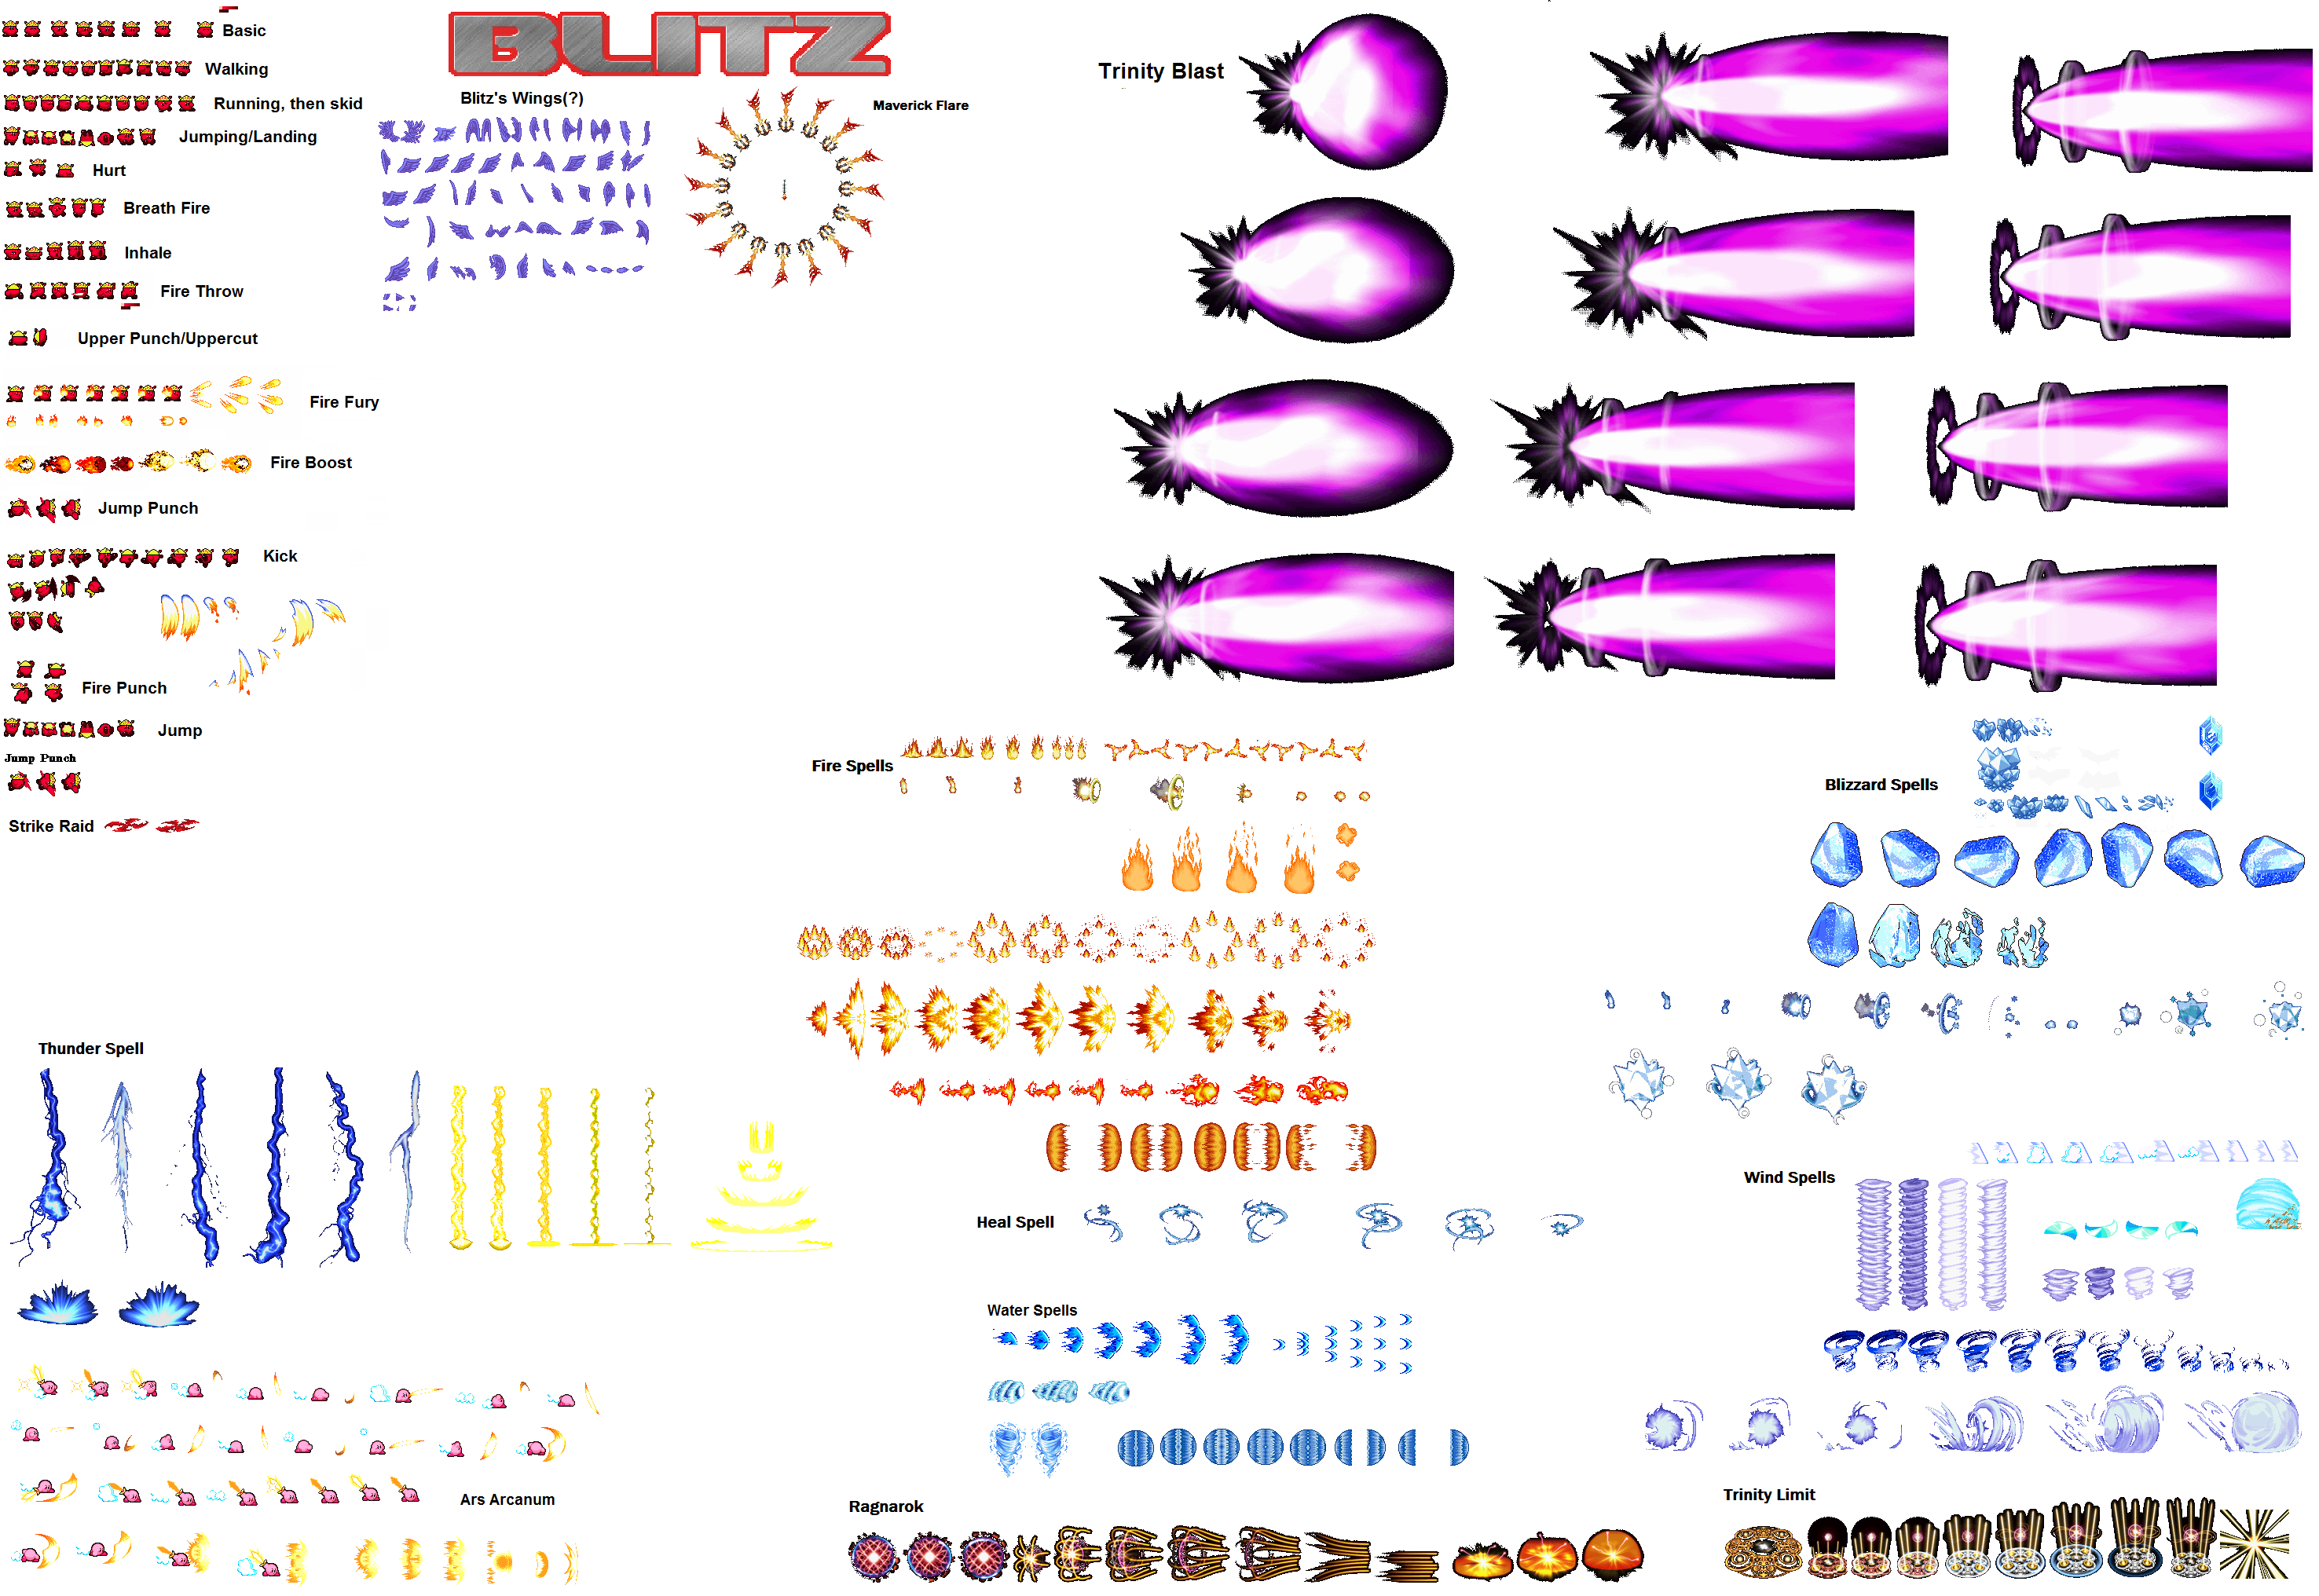 Basic
BLITZ
Walking
Trinity Blast
Running, then skid
Blitz's Wings(?)
Maverick Flare
Jumping/Landing
Hurt
Breath Fire
Inhale
Fire Throw
Upper Punch/Uppercut
Fire Fury
Fire Boost
Jump Punch
Kick
Fire Punch
Jump
Jump Punch
Fire Spells
Blizzard Spells
Strike Raid
Thunder Spell
Wind Spells
Heal Spell
Water Spells
Ars Arcanum
Ragnarok
Trinity Limit